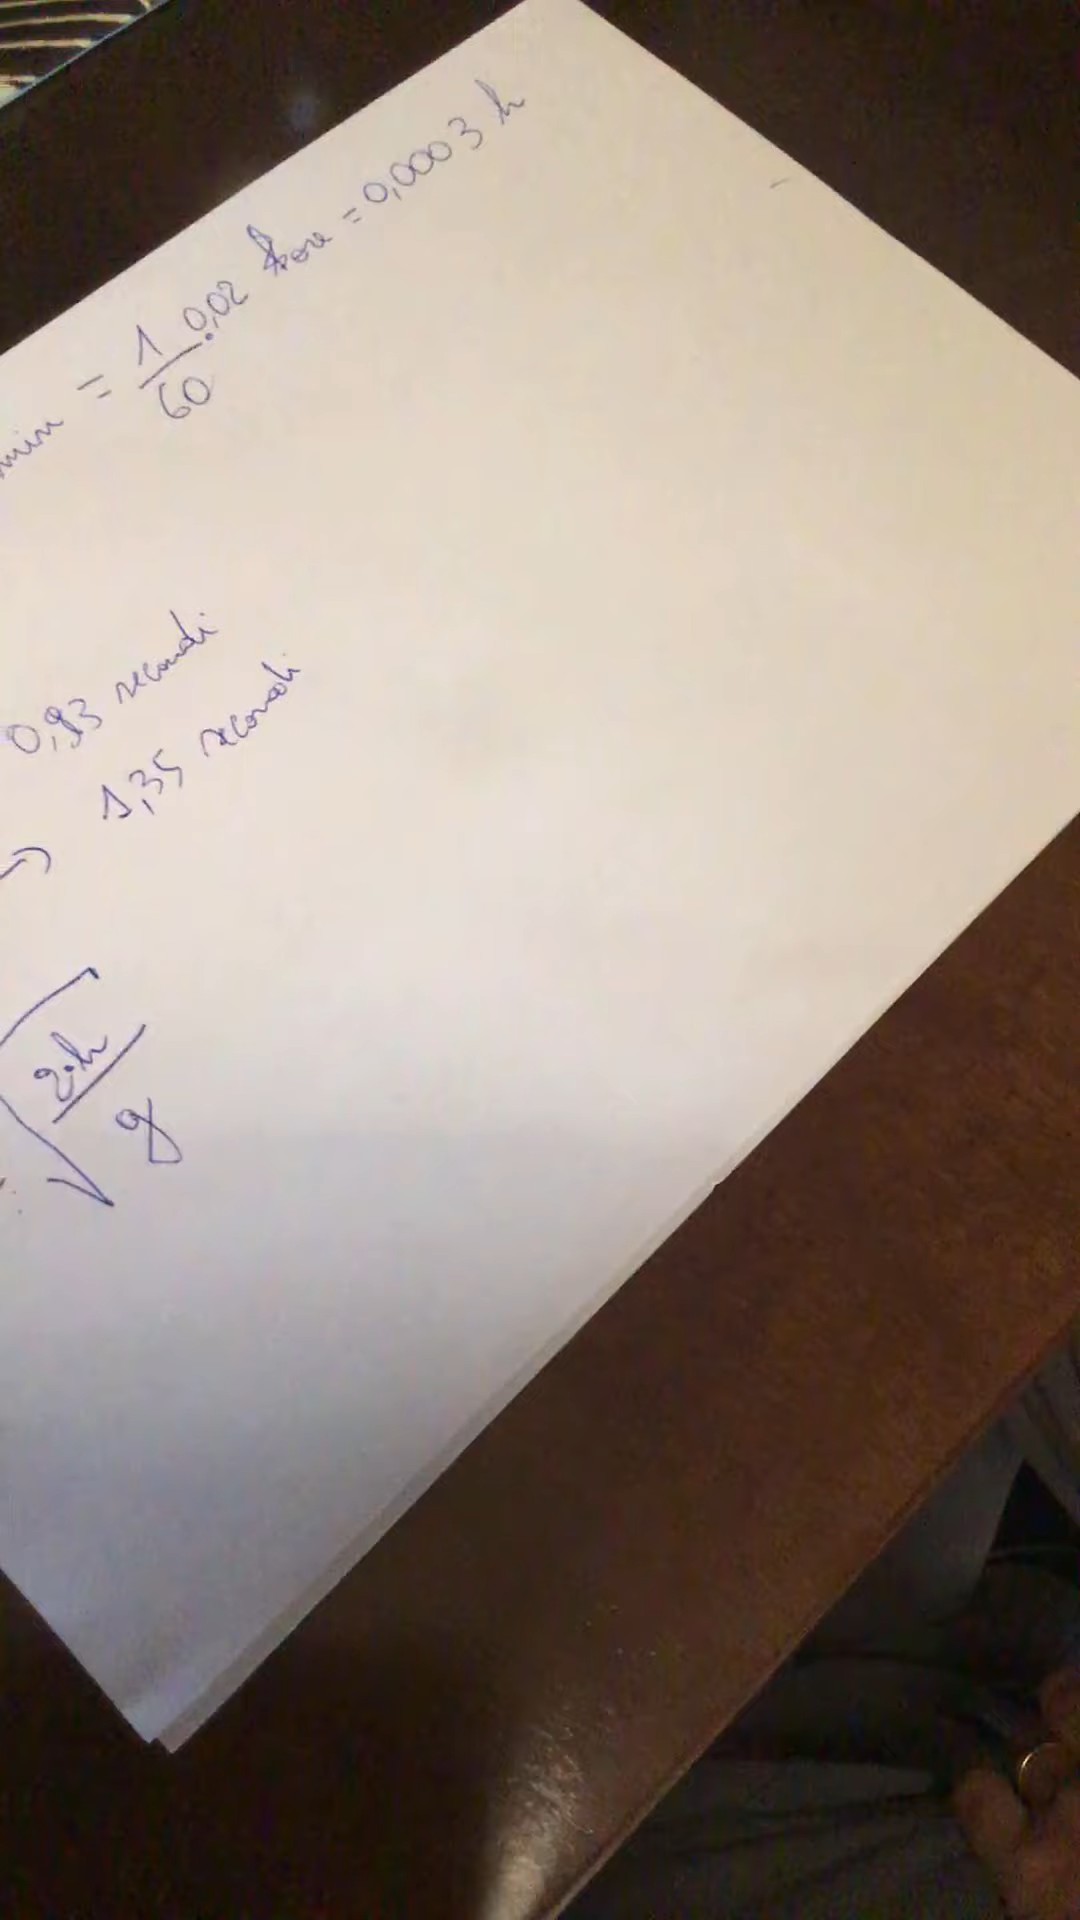 min = 1/60 · 0,02 ore = 0,0003 h
0,93 secondi
→ 1,35 secondi
√2·h/g